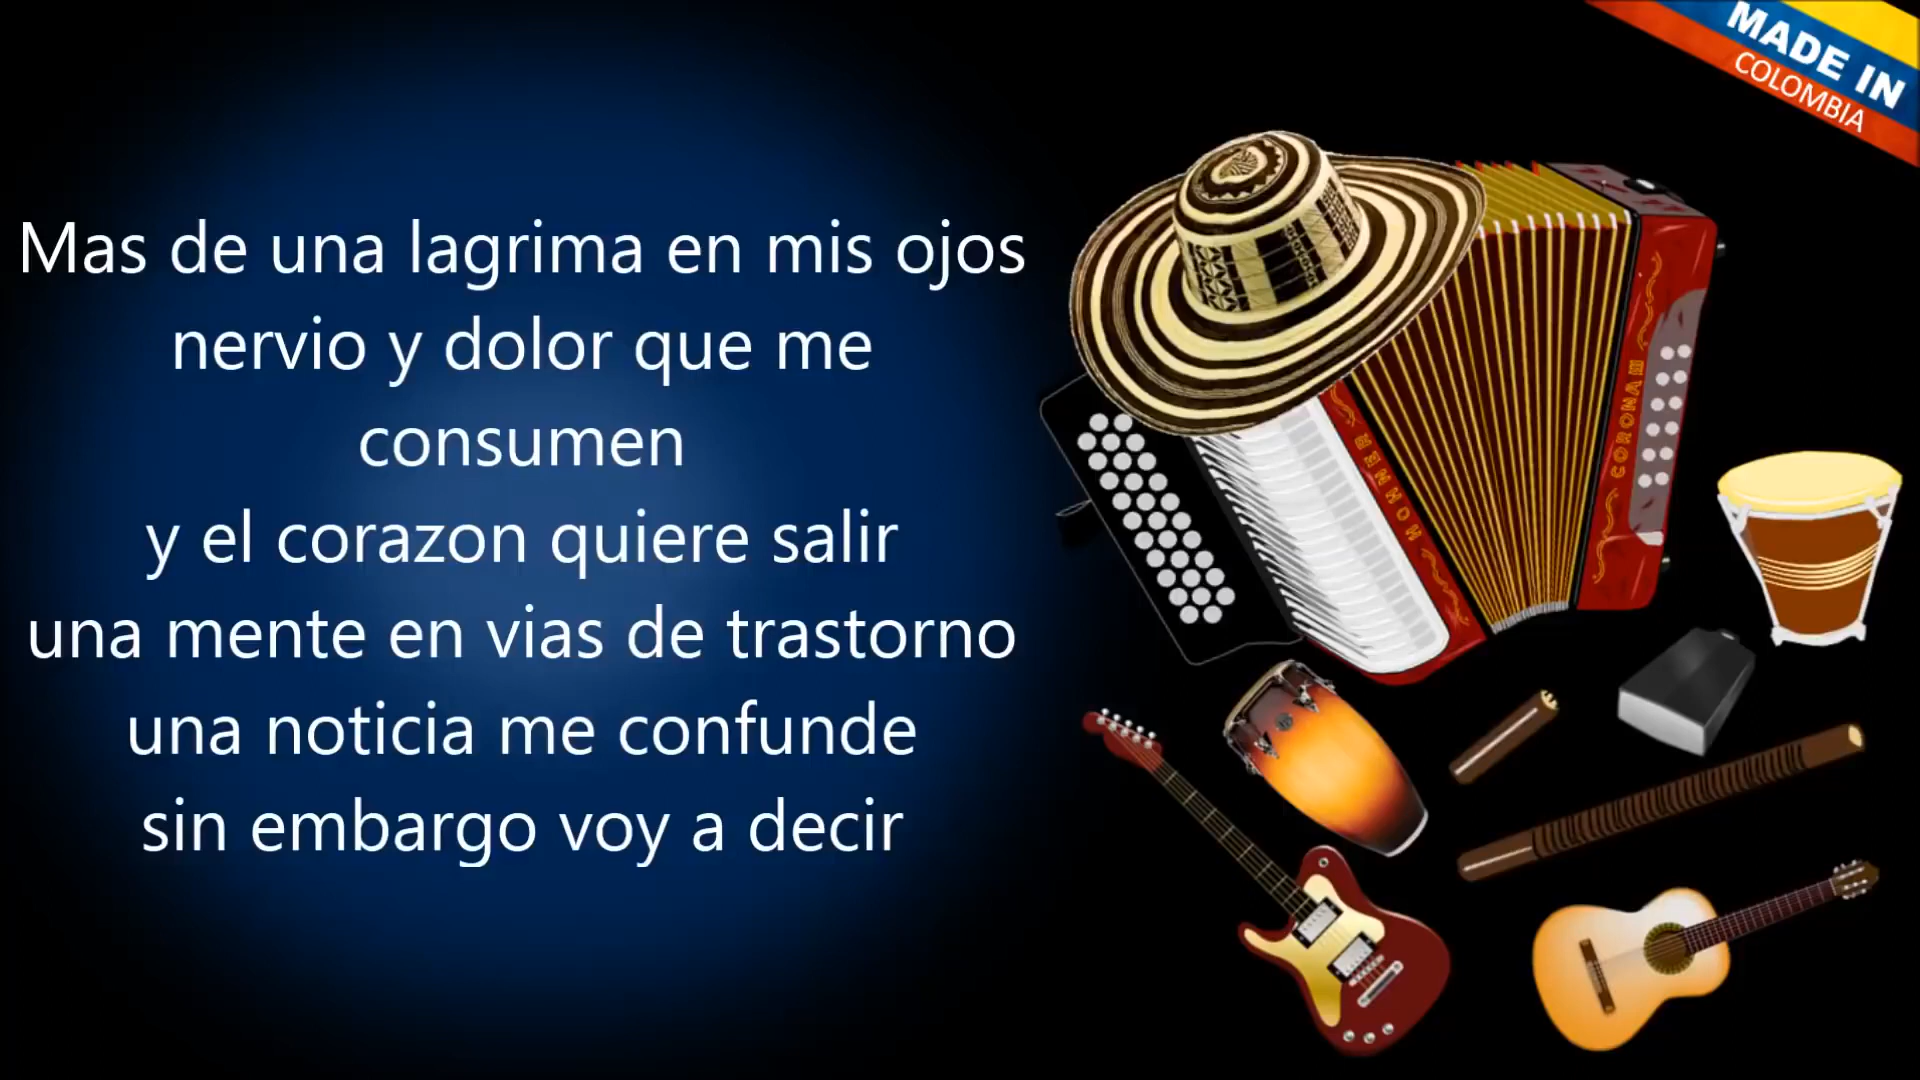 MADE IN
COLOMBIA
Mas de una lagrima en mis ojos
nervio y dolor que me
consumen
y el corazon quiere salir
una mente en vias de trastorno
una noticia me confunde
sin embargo voy a decir
HOHNER
CORONA III